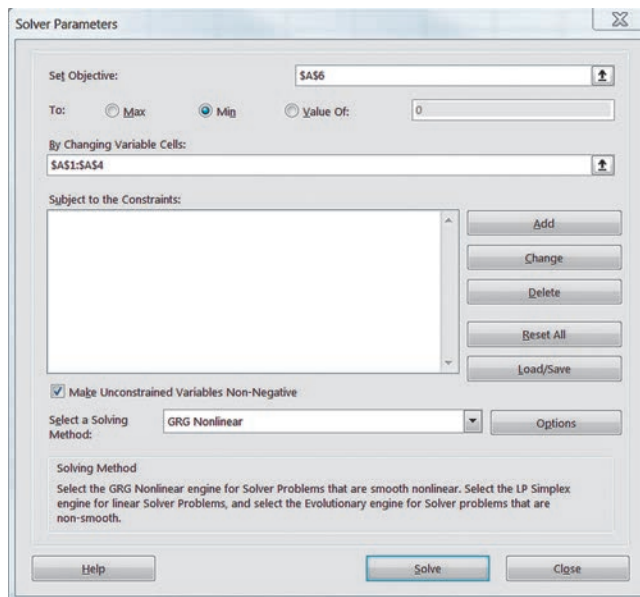 Solver Parameters
Set Objective: $A$6
To: Max Min Value Of: 0
By Changing Variable Cells:
$A$1:$A$4
Subject to the Constraints:
Add
Change
Delete
Reset All
Load/Save
Make Unconstrained Variables Non-Negative
Select a Solving Method: GRG Nonlinear Options
Solving Method
Select the GRG Nonlinear engine for Solver Problems that are smooth nonlinear. Select the LP Simplex
engine for linear Solver Problems, and select the Evolutionary engine for Solver problems that are
non-smooth.
Help Solve Close